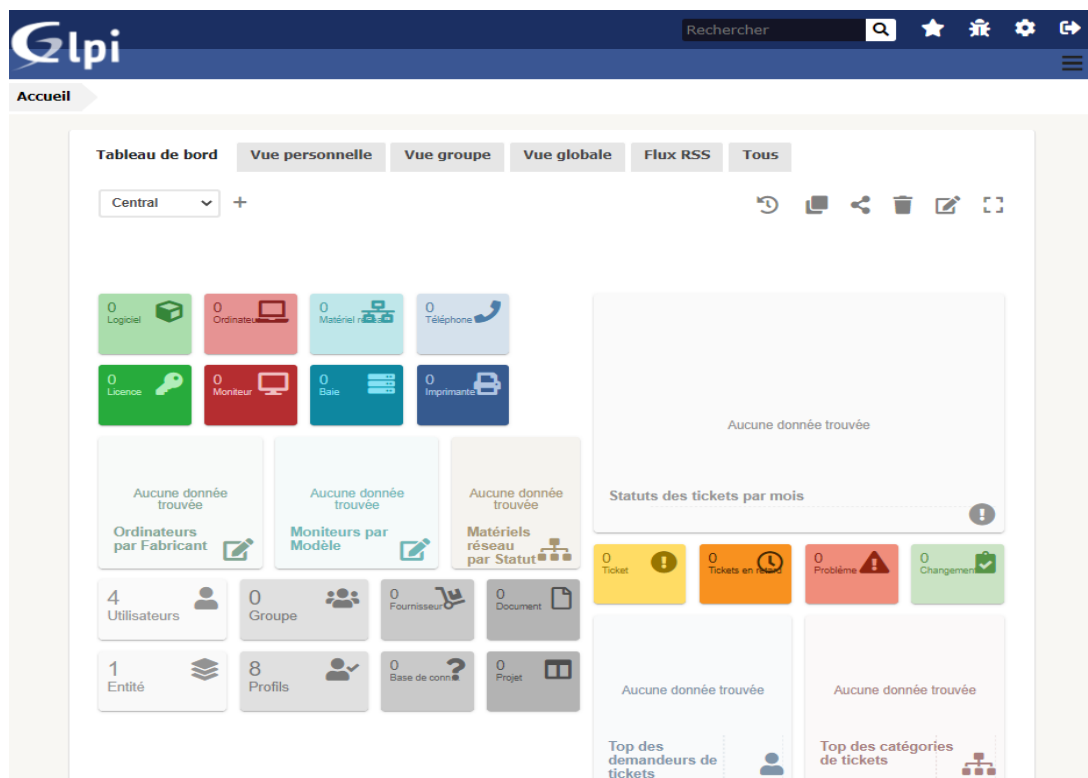 Glpi
Rechercher
Accueil
Tableau de bord
Vue personnelle
Vue groupe
Vue globale
Flux RSS
Tous
Central
0
Logiciel
0
0
Matériel réseau
0
Téléphone
0
Licence
0
Moniteur
0
Baie
0
Imprimante
Aucune donnée
trouvée
Ordinateurs
par Fabricant
Aucune donnée
trouvée
Moniteurs par
Modèle
Aucune donnée
trouvée
Matériels
réseau
par Statut
4
Utilisateurs
0
Groupe
0
Fournisseur
0
Document
1
Entité
8
Profils
0
Base de conn
0
Projet
Aucune donnée trouvée
Statuts des tickets par mois
0
Ticket
0
Tickets en retard
0
Problème
0
Changement
Aucune donnée trouvée
Top des
demandeurs de
tickets
Aucune donnée trouvée
Top des catégories
de tickets